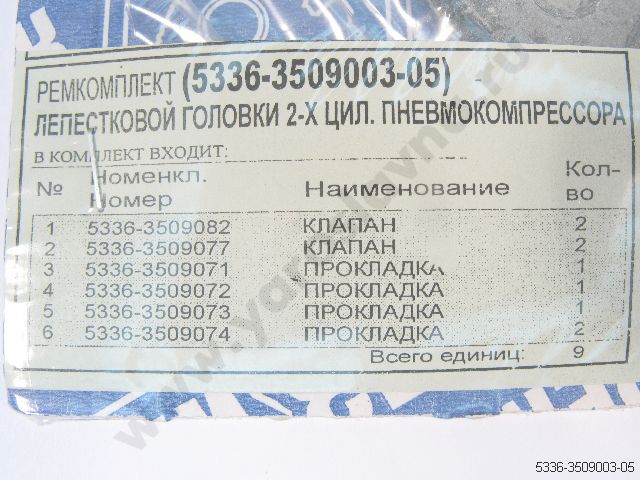 РЕМКОМПЛЕКТ (5336-3509003-05)
ЛЕПЕСТКОВОЙ ГОЛОВКИ 2-Х ЦИЛ. ПНЕВМОКОМПРЕССОРА
В КОМПЛЕКТ ВХОДИТ:
№ Номенкл. Номер Наименование Кол-во
1 5336-3509082 КЛАПАН 2
2 5336-3509077 КЛАПАН 2
3 5336-3509071 ПРОКЛАДКА 1
4 5336-3509072 ПРОКЛАДКА 1
5 5336-3509073 ПРОКЛАДКА 1
6 5336-3509074 ПРОКЛАДКА 2
Всего единиц: 9
5336-3509003-05